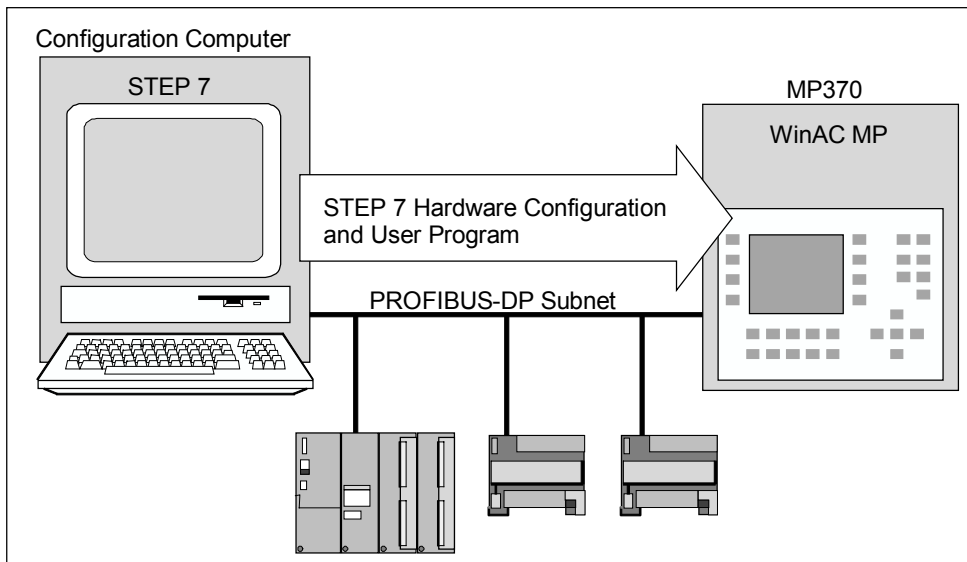 Configuration Computer
STEP 7
MP370
WinAC MP
STEP 7 Hardware Configuration
and User Program
PROFIBUS-DP Subnet